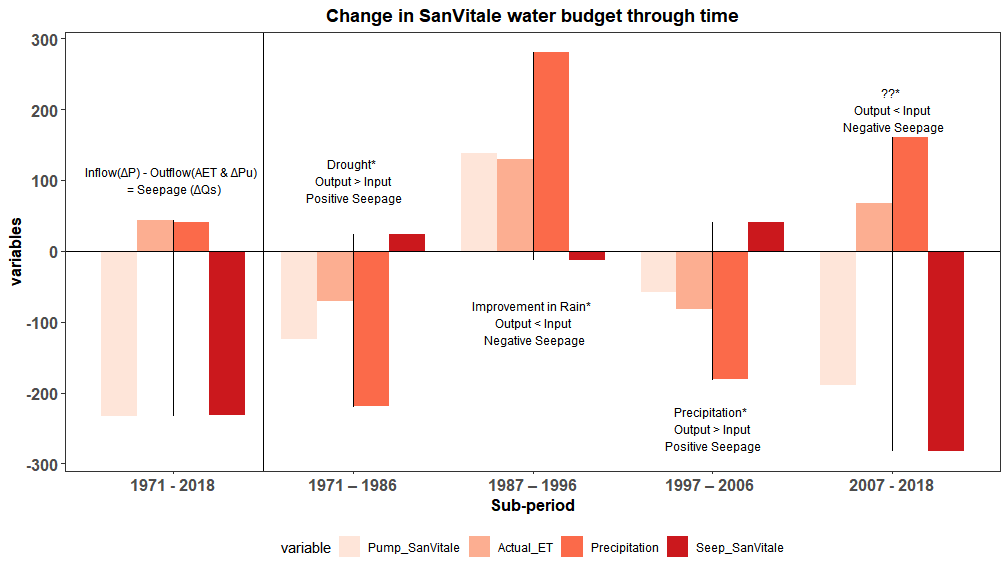 Change in SanVitale water budget through time
variables
300
200
100
0
-100
-200
-300
Inflow(ΔP) - Outflow(AET & ΔPu)
= Seepage (ΔQs)
Drought*
Output > Input
Positive Seepage
Improvement in Rain*
Output < Input
Negative Seepage
Precipitation*
Output > Input
Positive Seepage
??*
Output < Input
Negative Seepage
1971 - 2018
1971 – 1986
1987 – 1996
1997 – 2006
2007 - 2018
Sub-period
variable
Pump_SanVitale
Actual_ET
Precipitation
Seep_SanVitale